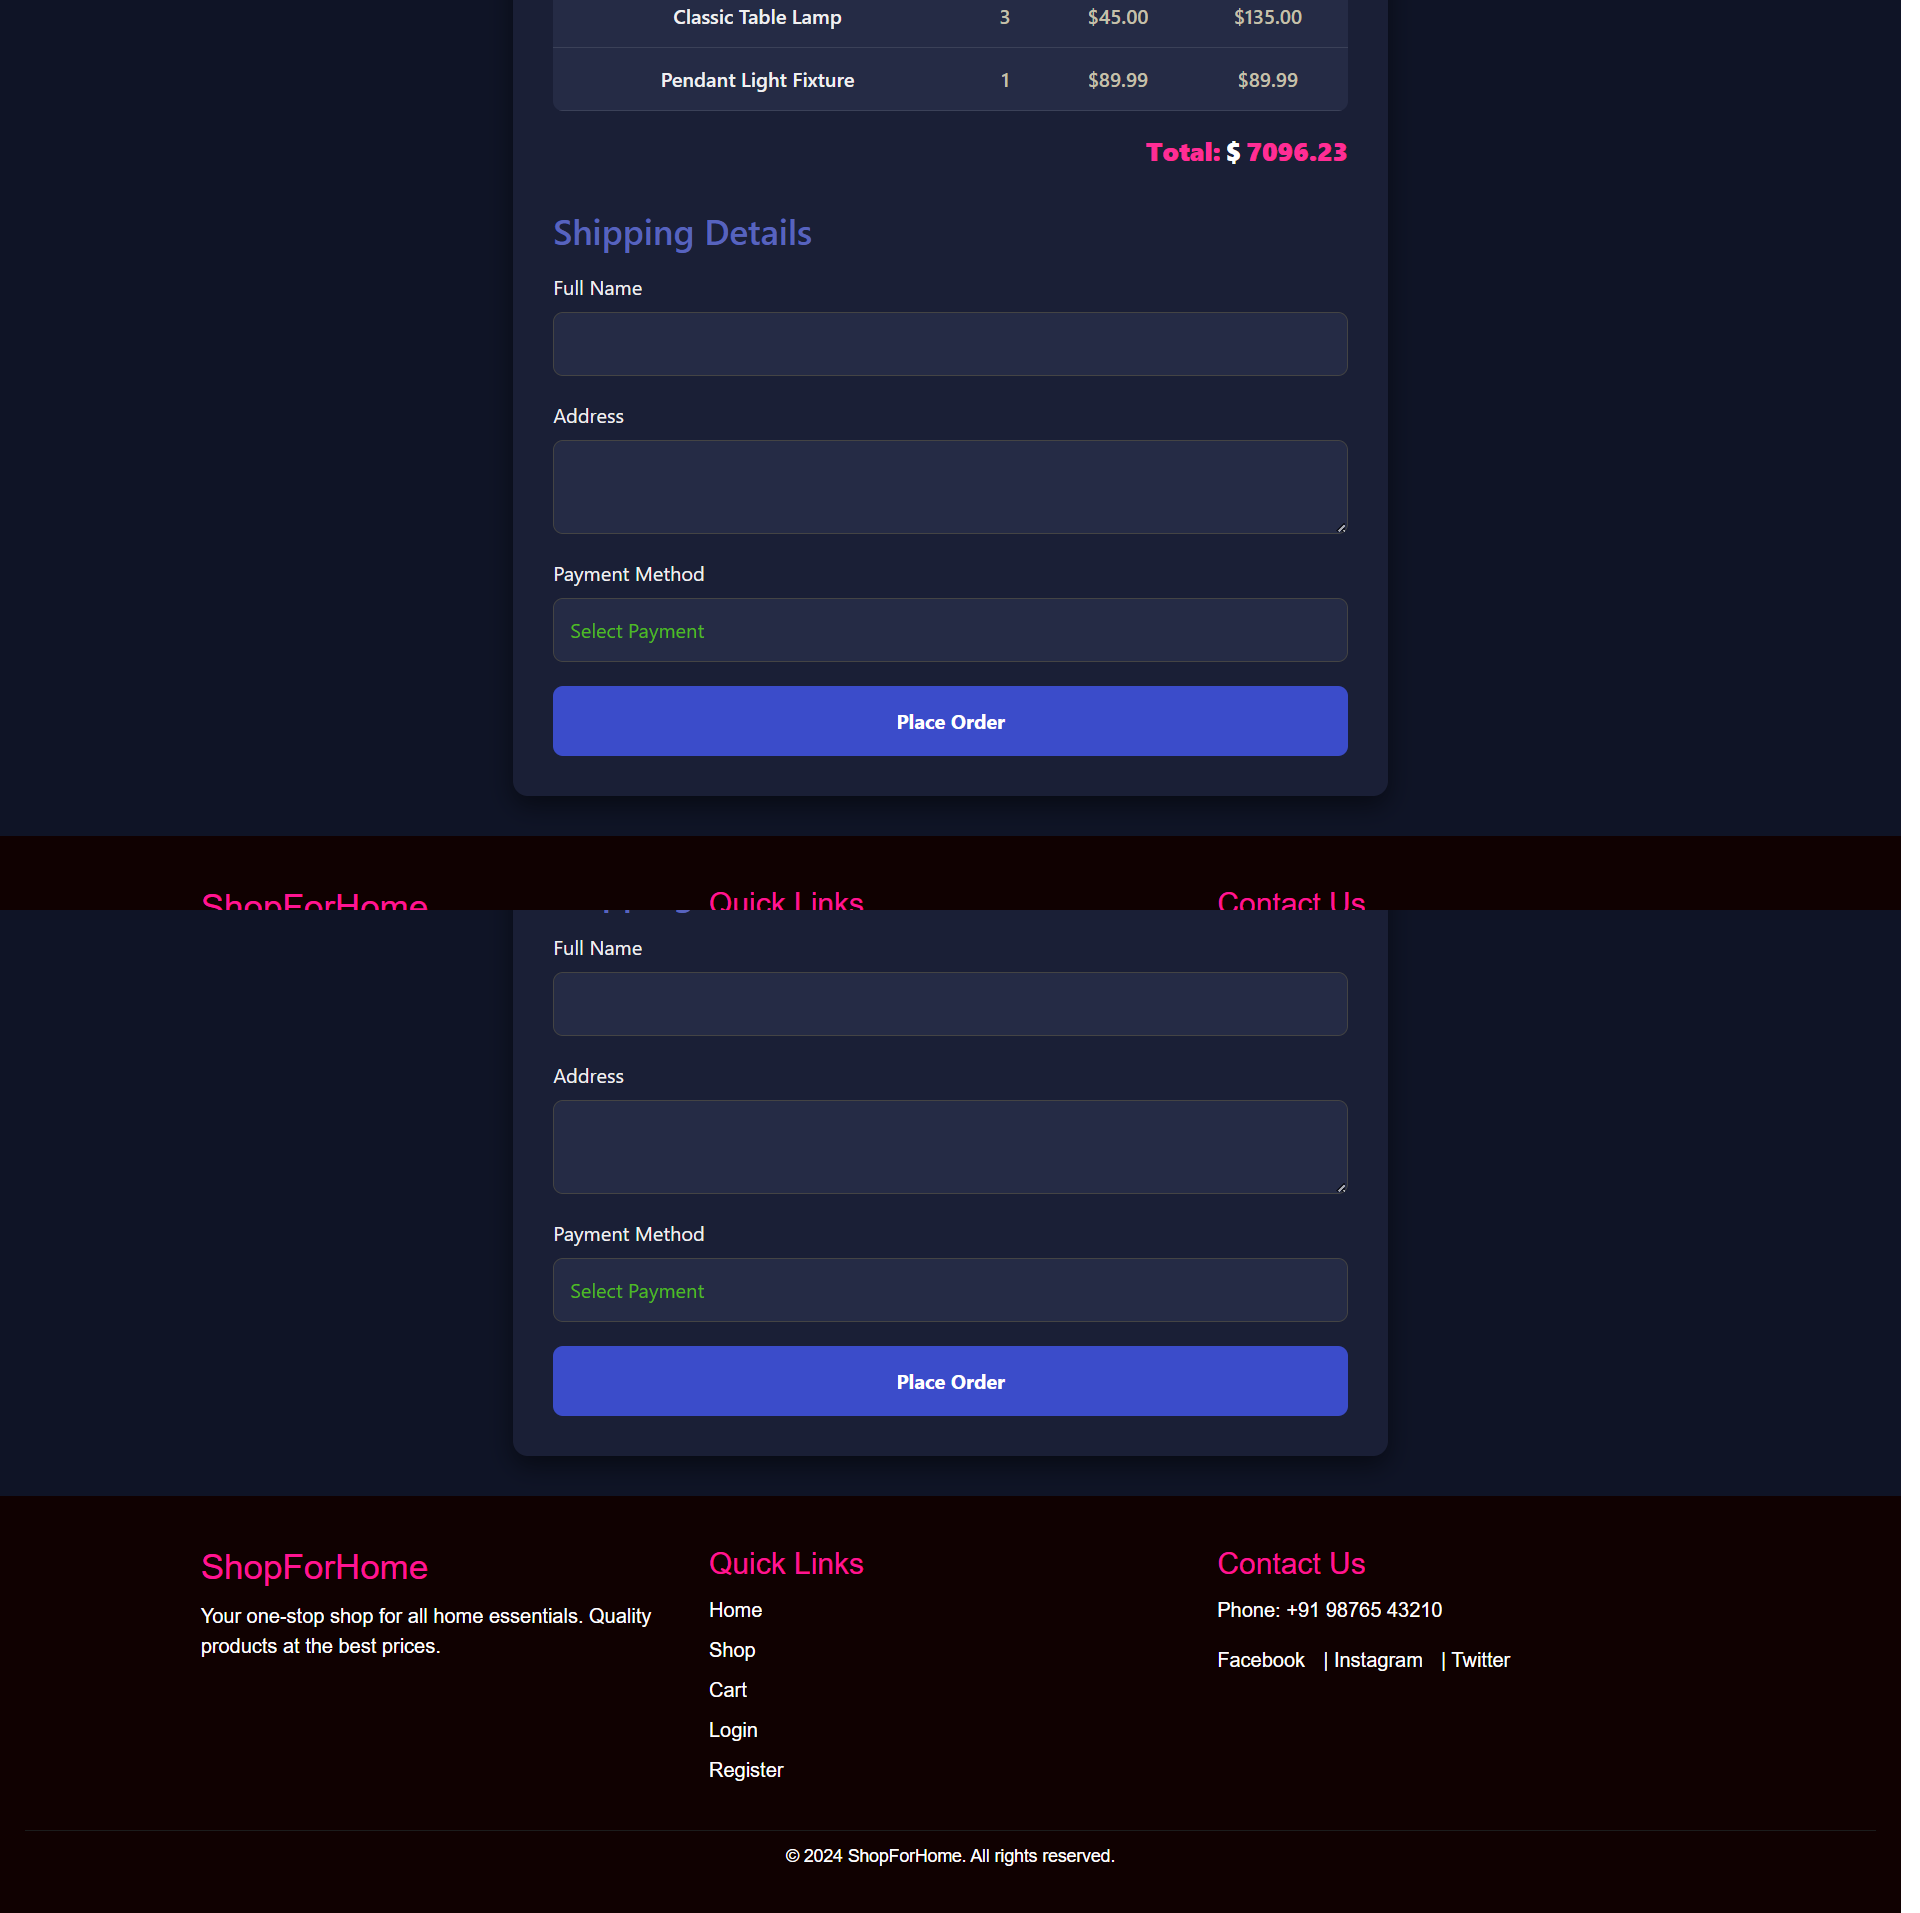 Classic Table Lamp 3 $45.00 $135.00
Pendant Light Fixture 1 $89.99 $89.99
Total: $ 7096.23
Shipping Details
Full Name
Address
Payment Method
Select Payment
Place Order
ShopForHome Quick Links Contact Us
Full Name
Address
Payment Method
Select Payment
Place Order
ShopForHome
Your one-stop shop for all home essentials. Quality
products at the best prices.
Quick Links
Home
Shop
Cart
Login
Register
Contact Us
Phone: +91 98765 43210
Facebook | Instagram | Twitter
© 2024 ShopForHome. All rights reserved.